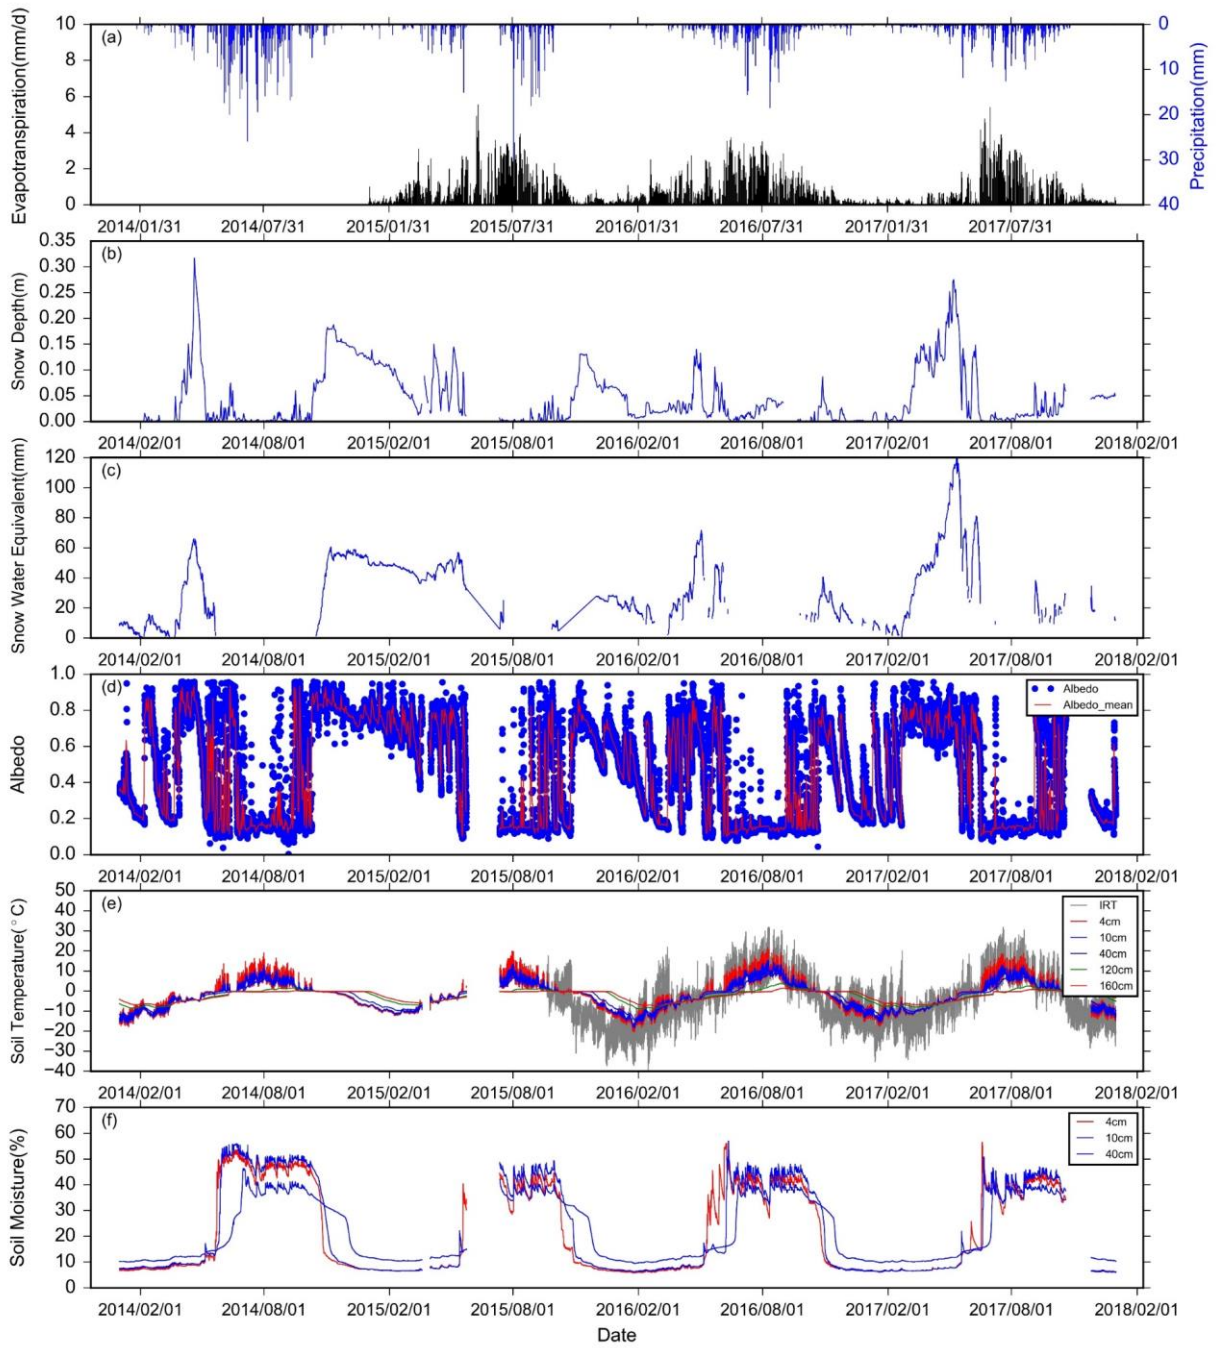 Evapotranspiration(mm/d)
10
8
6
4
2
0
(a)
0
10
20
30
40
Precipitation(mm)
2014/01/31 2014/07/31 2015/01/31 2015/07/31 2016/01/31 2016/07/31 2017/01/31 2017/07/31
Snow Depth(m)
0.35
0.30
0.25
0.20
0.15
0.10
0.05
0.00
(b)
2014/02/01 2014/08/01 2015/02/01 2015/08/01 2016/02/01 2016/08/01 2017/02/01 2017/08/01 2018/02/01
Snow Water Equivalent(mm)
120
100
80
60
40
20
0
(c)
2014/02/01 2014/08/01 2015/02/01 2015/08/01 2016/02/01 2016/08/01 2017/02/01 2017/08/01 2018/02/01
Albedo
1.0
0.8
0.6
0.4
0.2
0.0
(d)
Albedo
Albedo_mean
2014/02/01 2014/08/01 2015/02/01 2015/08/01 2016/02/01 2016/08/01 2017/02/01 2017/08/01 2018/02/01
Soil Temperature(°C)
50
40
30
20
10
0
−10
−20
−30
−40
(e)
IRT
4cm
10cm
40cm
120cm
160cm
2014/02/01 2014/08/01 2015/02/01 2015/08/01 2016/02/01 2016/08/01 2017/02/01 2017/08/01 2018/02/01
Soil Moisture(%)
70
60
50
40
30
20
10
0
(f)
4cm
10cm
40cm
2014/02/01 2014/08/01 2015/02/01 2015/08/01 2016/02/01 2016/08/01 2017/02/01 2017/08/01 2018/02/01
Date